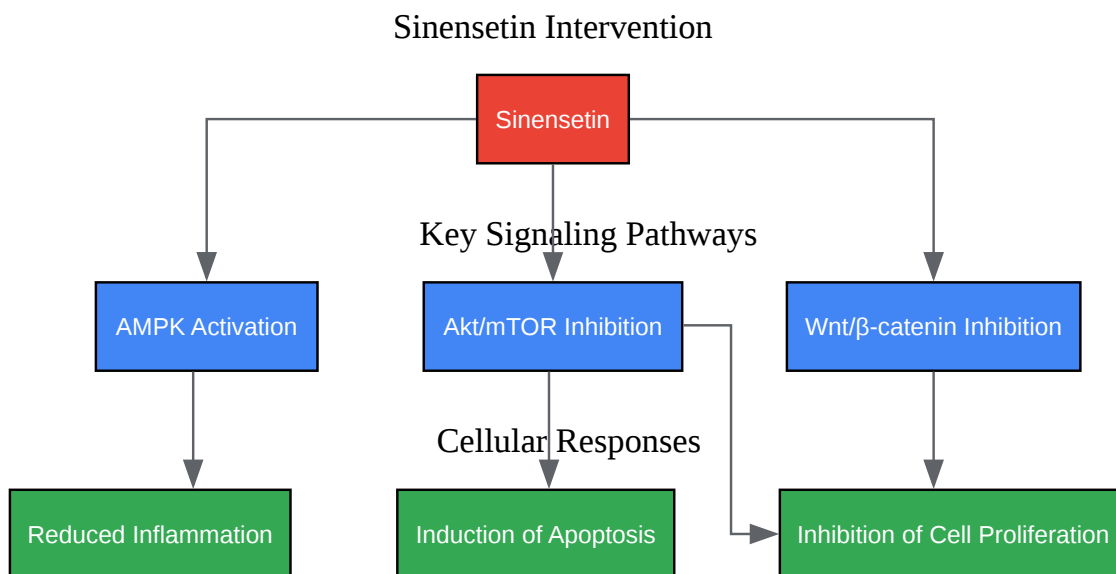 Sinensetin Intervention
Sinensetin
Key Signaling Pathways
AMPK Activation
Akt/mTOR Inhibition
Wnt/β-catenin Inhibition
Cellular Responses
Reduced Inflammation
Induction of Apoptosis
Inhibition of Cell Proliferation